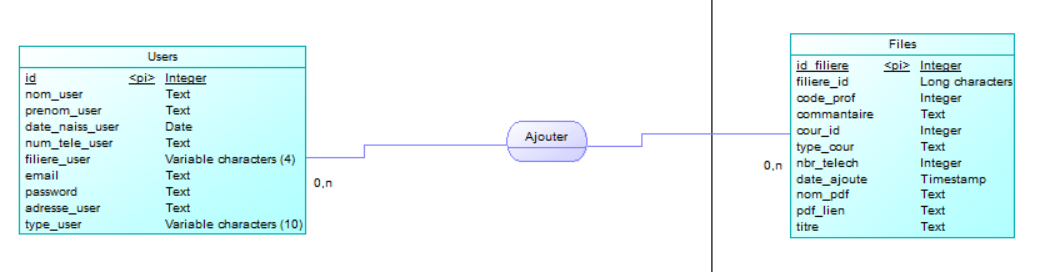 Users
id <pi> Integer
nom_user Text
prenom_user Text
date_naiss_user Date
num_tele_user Text
filiere_user Variable characters (4)
email Text
password Text
adresse_user Text
type_user Variable characters (10)
0,n
Ajouter
0,n
Files
id_filiere <pi> Integer
filiere_id Long characters
code_prof Integer
commantaire Text
cour_id Integer
type_cour Text
nbr_telech Integer
date_ajoute Timestamp
nom_pdf Text
pdf_lien Text
titre Text